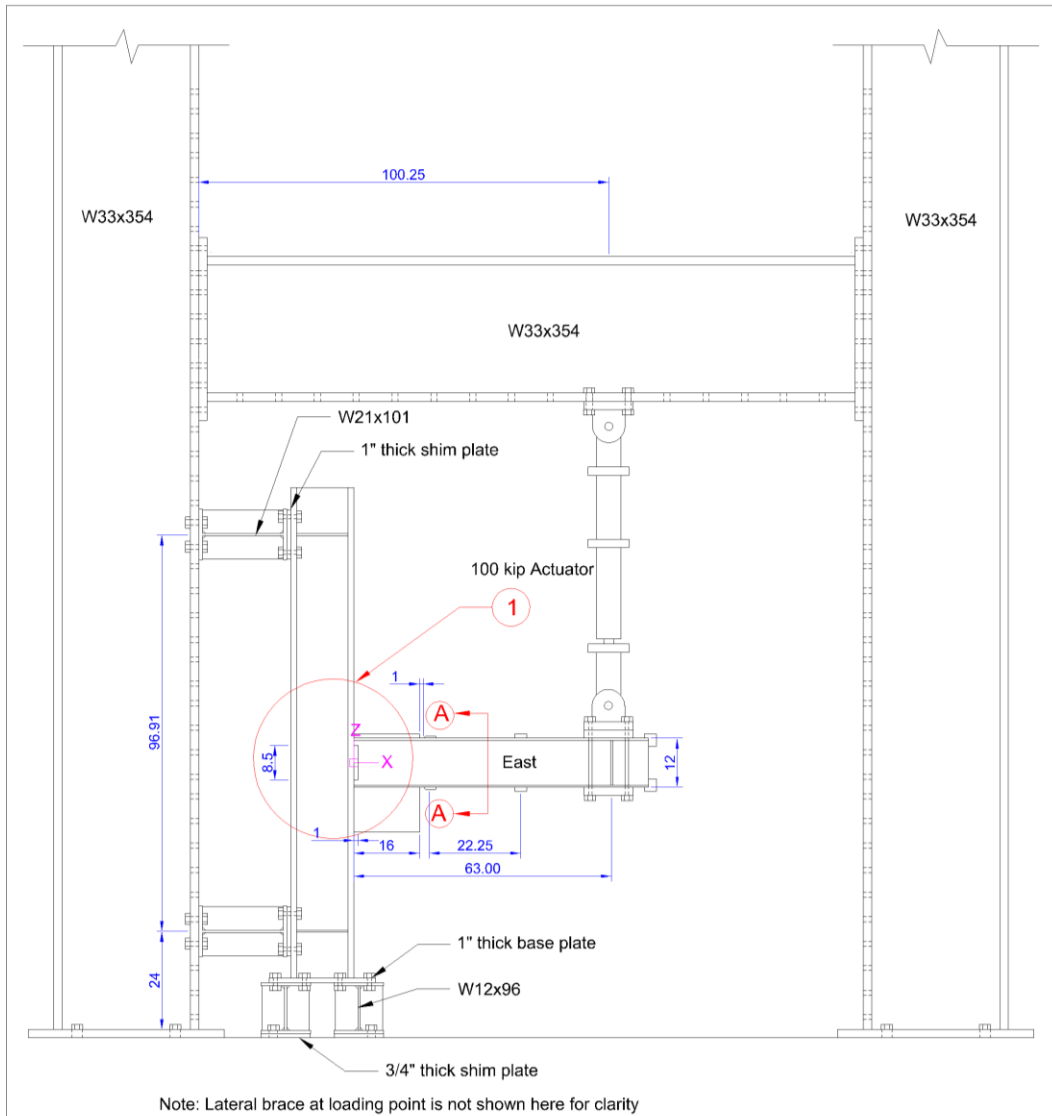 100.25
W33x354
W33x354
W33x354
W21x101
1" thick shim plate
100 kip Actuator
1
1
A
Z
96.91
8.5
X
East
12
A
1
16
22.25
63.00
1" thick base plate
24
W12x96
3/4" thick shim plate
Note: Lateral brace at loading point is not shown here for clarity